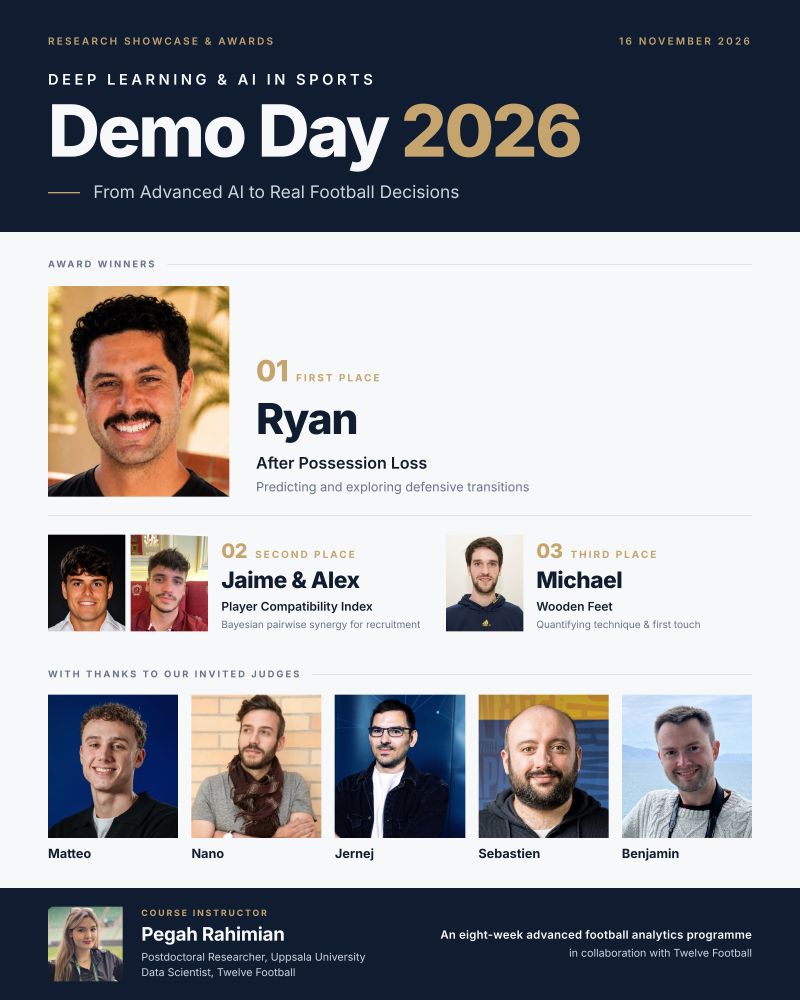 RESEARCH SHOWCASE & AWARDS
16 NOVEMBER 2026
DEEP LEARNING & AI IN SPORTS
Demo Day 2026
From Advanced AI to Real Football Decisions
AWARD WINNERS
01 FIRST PLACE
Ryan
After Possession Loss
Predicting and exploring defensive transitions
02 SECOND PLACE
Jaime & Alex
Player Compatibility Index
Bayesian pairwise synergy for recruitment
03 THIRD PLACE
Michael
Wooden Feet
Quantifying technique & first touch
WITH THANKS TO OUR INVITED JUDGES
Matteo
Nano
Jernej
Sebastien
Benjamin
COURSE INSTRUCTOR
Pegah Rahimian
Postdoctoral Researcher, Uppsala University
Data Scientist, Twelve Football
An eight-week advanced football analytics programme
in collaboration with Twelve Football